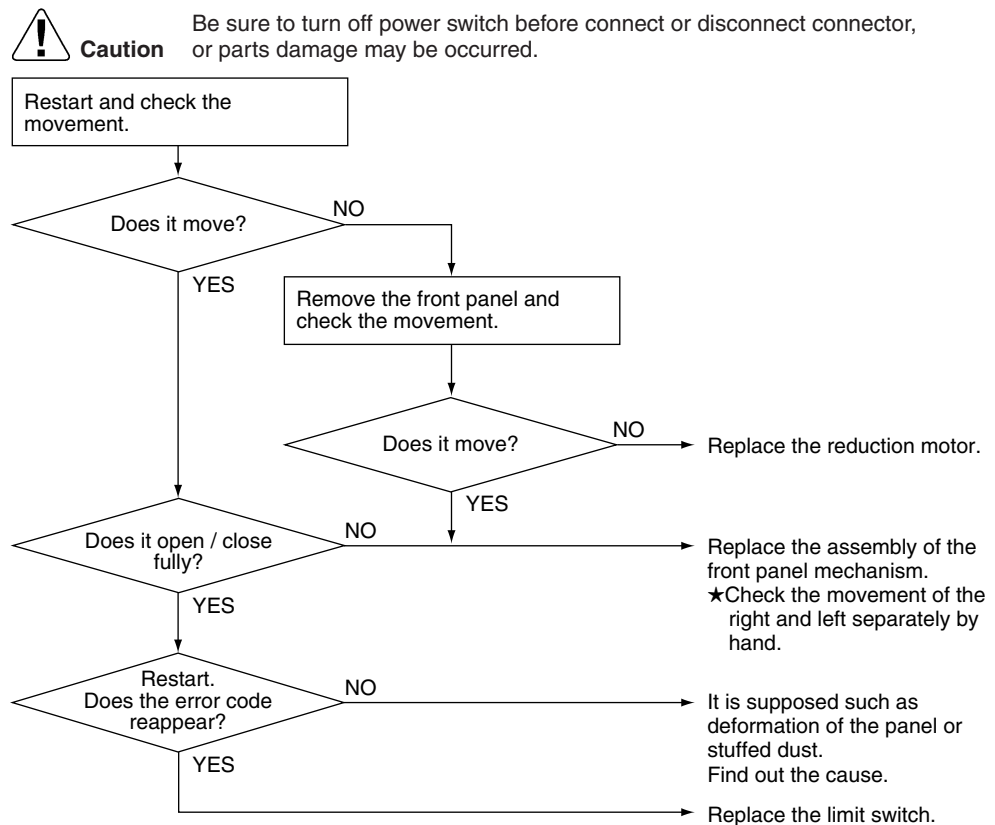 Be sure to turn off power switch before connect or disconnect connector,
Caution or parts damage may be occurred.
Restart and check the
movement.
Does it move?
NO
YES
Remove the front panel and
check the movement.
Does it move?
NO
Replace the reduction motor.
YES
Does it open / close
fully?
NO
Replace the assembly of the
front panel mechanism.
★Check the movement of the
right and left separately by
hand.
YES
Restart.
Does the error code
reappear?
NO
It is supposed such as
deformation of the panel or
stuffed dust.
Find out the cause.
YES
Replace the limit switch.